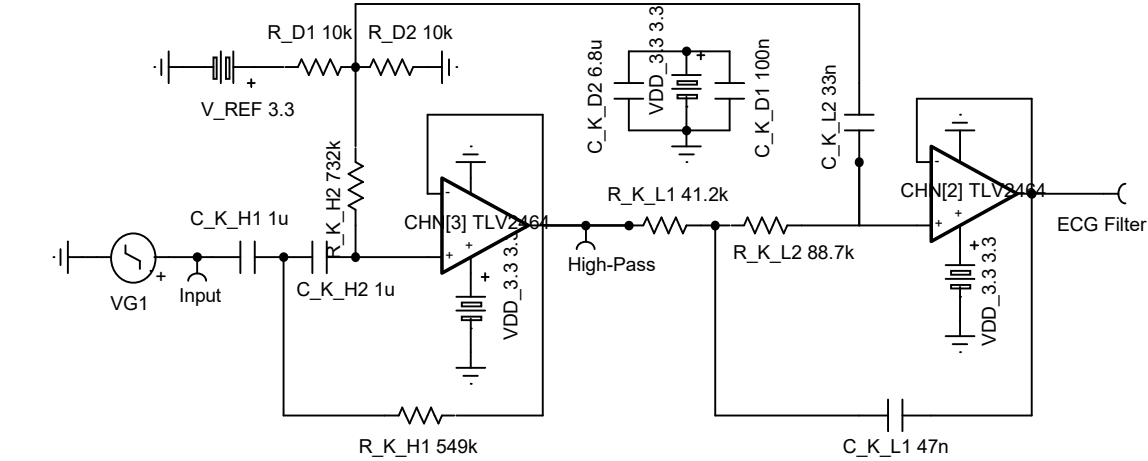 R_D1 10k
R_D2 10k
V_REF 3.3
+
C_K_D2 6.8u
VDD_3.3 3.3
+
C_K_D1 100n
C_K_L2 33n
R_K_H2 732k
-
CHN[3] TLV2464
+
+
R_K_L1 41.2k
-
CHN[2] TLV2464
+
+
C_K_H1 1u
VG1
+
Input
C_K_H2 1u
+
VDD_3.3 3.3
High-Pass
R_K_L2 88.7k
+
VDD_3.3 3.3
ECG Filter
R_K_H1 549k
C_K_L1 47n